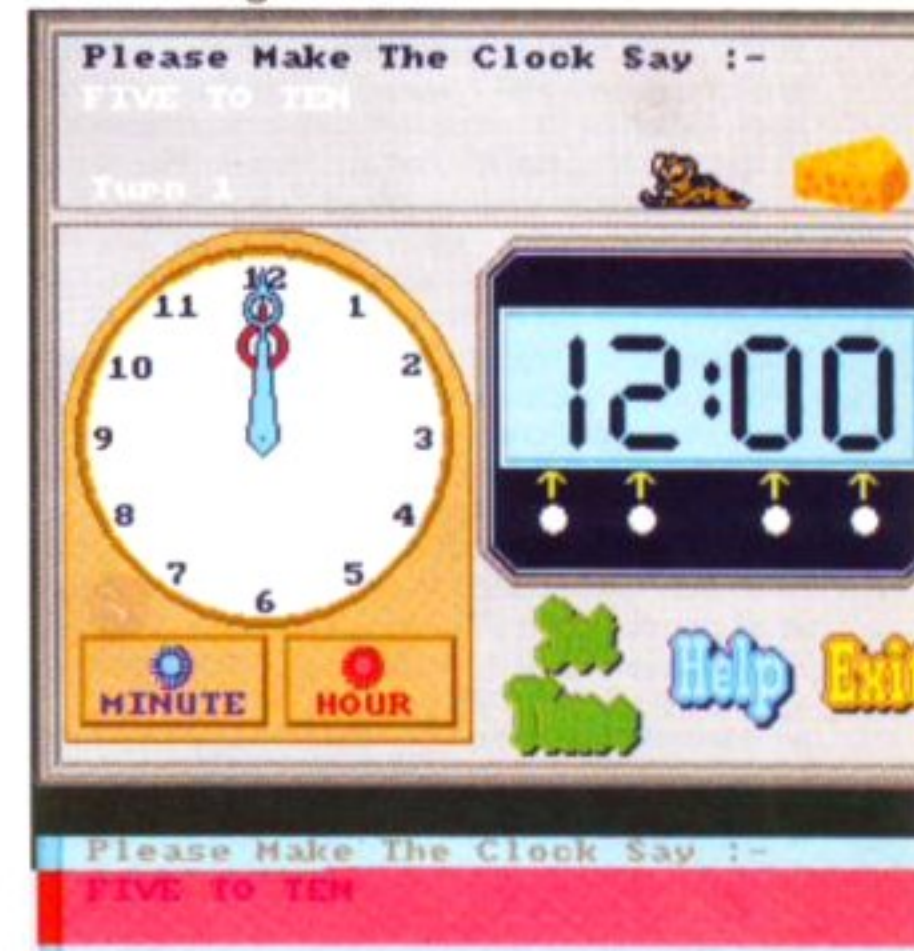 Please Make The Clock Say :-
FIVE TO TEN
Turn 1
12
11
1
10
2
9
3
8
4
7
5
6
12:00
MINUTE
HOUR
Set
Time
Help
Exit
Please Make The Clock Say :-
FIVE TO TEN